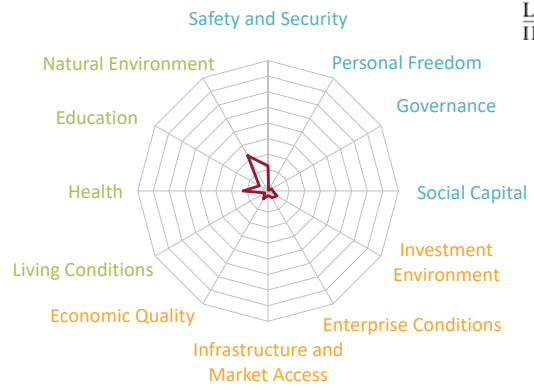 Safety and Security
Natural Environment
Personal Freedom
Education
Governance
Health
Social Capital
Living Conditions
Investment
Environment
Economic Quality
Enterprise Conditions
Infrastructure and
Market Access